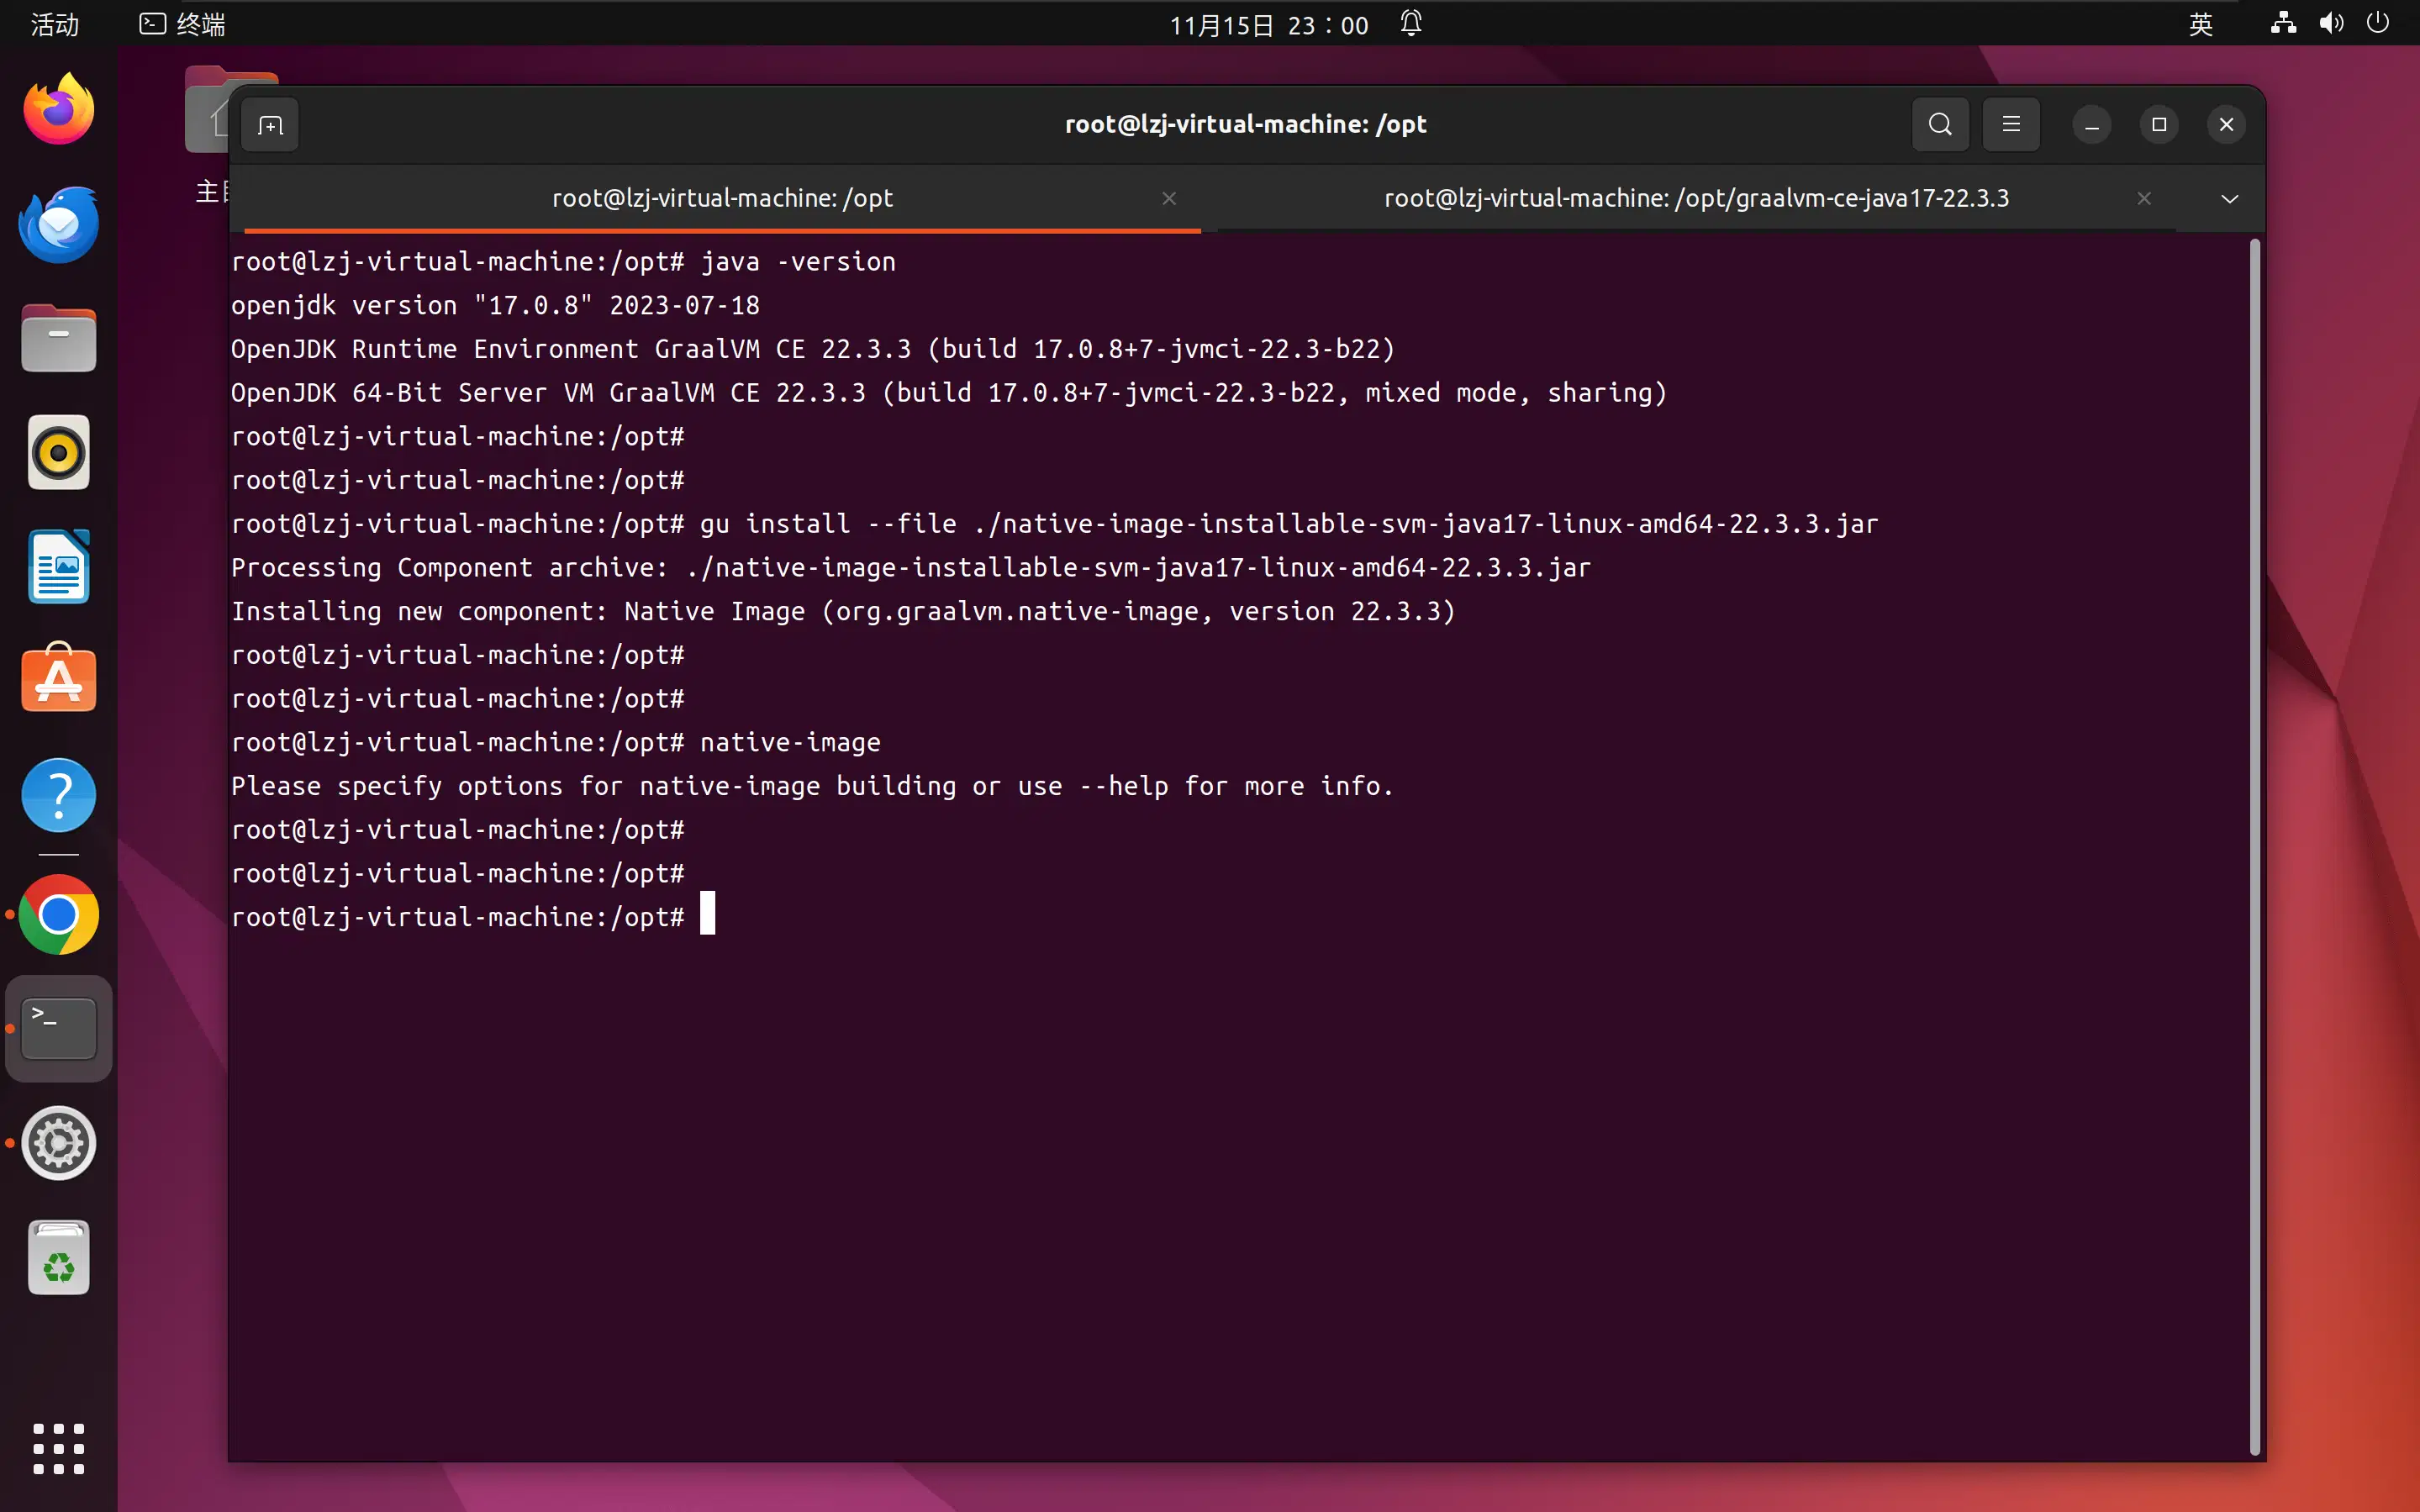 活动
终端
11月15日 23：00
英
主
root@lzj-virtual-machine: /opt
root@lzj-virtual-machine: /opt
root@lzj-virtual-machine: /opt/graalvm-ce-java17-22.3.3
root@lzj-virtual-machine:/opt# java -version
openjdk version "17.0.8" 2023-07-18
OpenJDK Runtime Environment GraalVM CE 22.3.3 (build 17.0.8+7-jvmci-22.3-b22)
OpenJDK 64-Bit Server VM GraalVM CE 22.3.3 (build 17.0.8+7-jvmci-22.3-b22, mixed mode, sharing)
root@lzj-virtual-machine:/opt#
root@lzj-virtual-machine:/opt#
root@lzj-virtual-machine:/opt# gu install --file ./native-image-installable-svm-java17-linux-amd64-22.3.3.jar
Processing Component archive: ./native-image-installable-svm-java17-linux-amd64-22.3.3.jar
Installing new component: Native Image (org.graalvm.native-image, version 22.3.3)
root@lzj-virtual-machine:/opt#
root@lzj-virtual-machine:/opt#
root@lzj-virtual-machine:/opt# native-image
Please specify options for native-image building or use --help for more info.
root@lzj-virtual-machine:/opt#
root@lzj-virtual-machine:/opt#
root@lzj-virtual-machine:/opt#